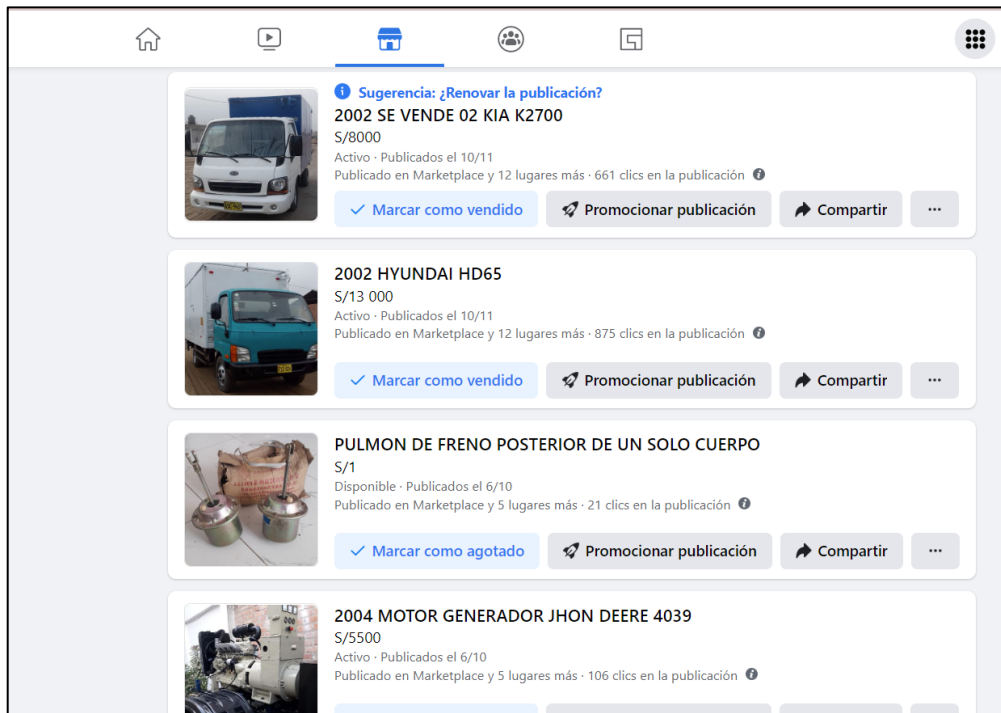 Sugerencia: ¿Renovar la publicación?
2002 SE VENDE 02 KIA K2700
S/8000
Activo · Publicados el 10/11
Publicado en Marketplace y 12 lugares más · 661 clics en la publicación
Marcar como vendido
Promocionar publicación
Compartir
2002 HYUNDAI HD65
S/13 000
Activo · Publicados el 10/11
Publicado en Marketplace y 12 lugares más · 875 clics en la publicación
Marcar como vendido
Promocionar publicación
Compartir
PULMON DE FRENO POSTERIOR DE UN SOLO CUERPO
S/1
Disponible · Publicados el 6/10
Publicado en Marketplace y 5 lugares más · 21 clics en la publicación
Marcar como agotado
Promocionar publicación
Compartir
2004 MOTOR GENERADOR JHON DEERE 4039
S/5500
Activo · Publicados el 6/10
Publicado en Marketplace y 5 lugares más · 106 clics en la publicación